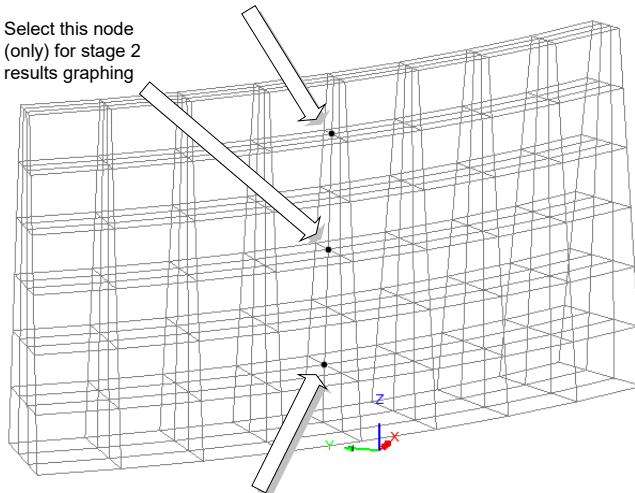 Select this node
(only) for stage 2
results graphing
Z
Y
X